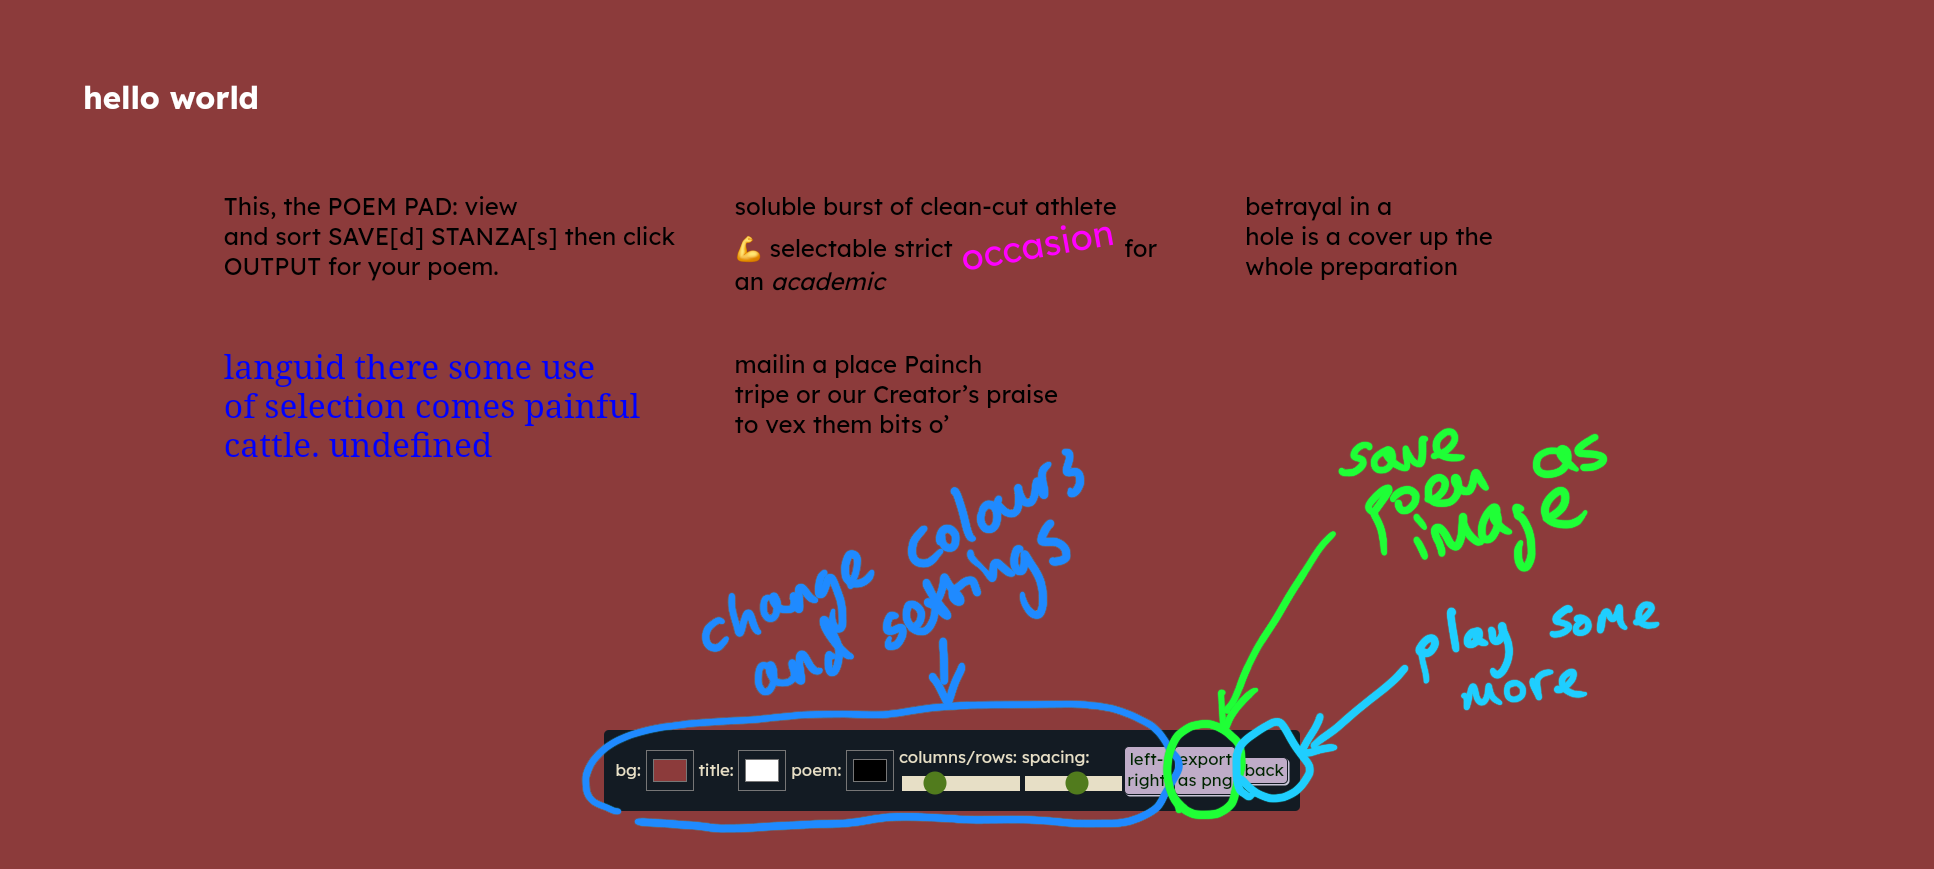 hello world
This, the POEM PAD: view
and sort SAVE[d] STANZA[s] then click
OUTPUT for your poem.
soluble burst of clean-cut athlete
💪 selectable strict occasion for
an academic
betrayal in a
hole is a cover up the
whole preparation
languid there some use
of selection comes painful
cattle. undefined
mailin a place Painch
tripe or our Creator’s praise
to vex them bits o’
change colours
and settings
save
poem as
image
play some
more
bg:
title:
poem:
columns/rows: spacing:
left-
right
export
as png
back